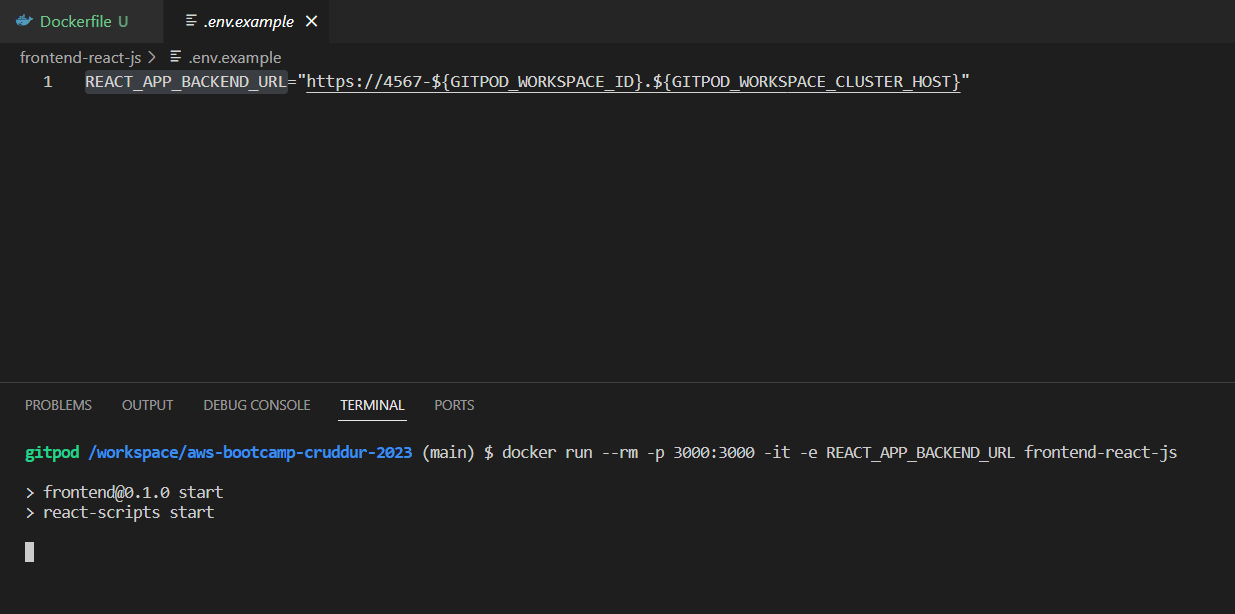 Dockerfile U .env.example
frontend-react-js > .env.example
1 REACT_APP_BACKEND_URL="https://4567-${GITPOD_WORKSPACE_ID}.${GITPOD_WORKSPACE_CLUSTER_HOST}"
PROBLEMS OUTPUT DEBUG CONSOLE TERMINAL PORTS
gitpod /workspace/aws-bootcamp-cruddur-2023 (main) $ docker run --rm -p 3000:3000 -it -e REACT_APP_BACKEND_URL frontend-react-js
> frontend@0.1.0 start
> react-scripts start